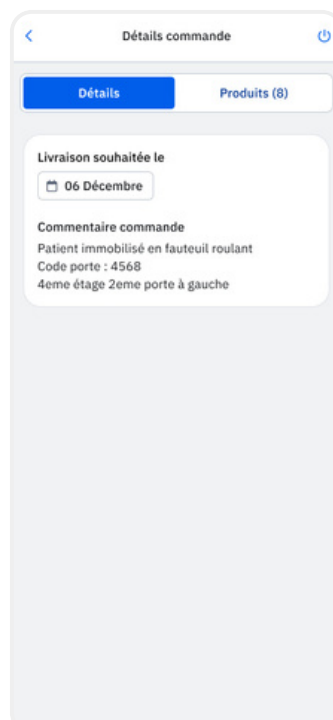 Détails commande
Détails
Produits (8)
Livraison souhaitée le
06 Décembre
Commentaire commande
Patient immobilisé en fauteuil roulant
Code porte : 4568
4eme étage 2eme porte à gauche